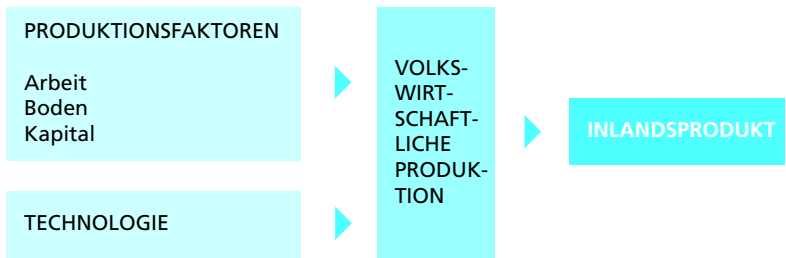 PRODUKTIONSFAKTOREN
Arbeit
Boden
Kapital
TECHNOLOGIE
VOLKS-
WIRT-
SCHAFT-
LICHE
PRODUK-
TION
INLANDSPRODUKT